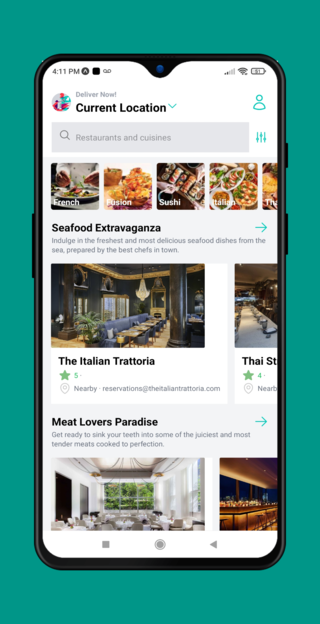 4:11 PM
Deliver Now!
Current Location
Restaurants and cuisines
French
Fusion
Sushi
Italian
Seafood Extravaganza
Indulge in the freshest and most delicious seafood dishes from the
sea, prepared by the best chefs in town.
The Italian Trattoria
Thai St
5 ·
4 ·
Nearby · reservations@theitaliantrattoria.com
Nearb
Meat Lovers Paradise
Get ready to sink your teeth into some of the juiciest and most
tender meats cooked to perfection.